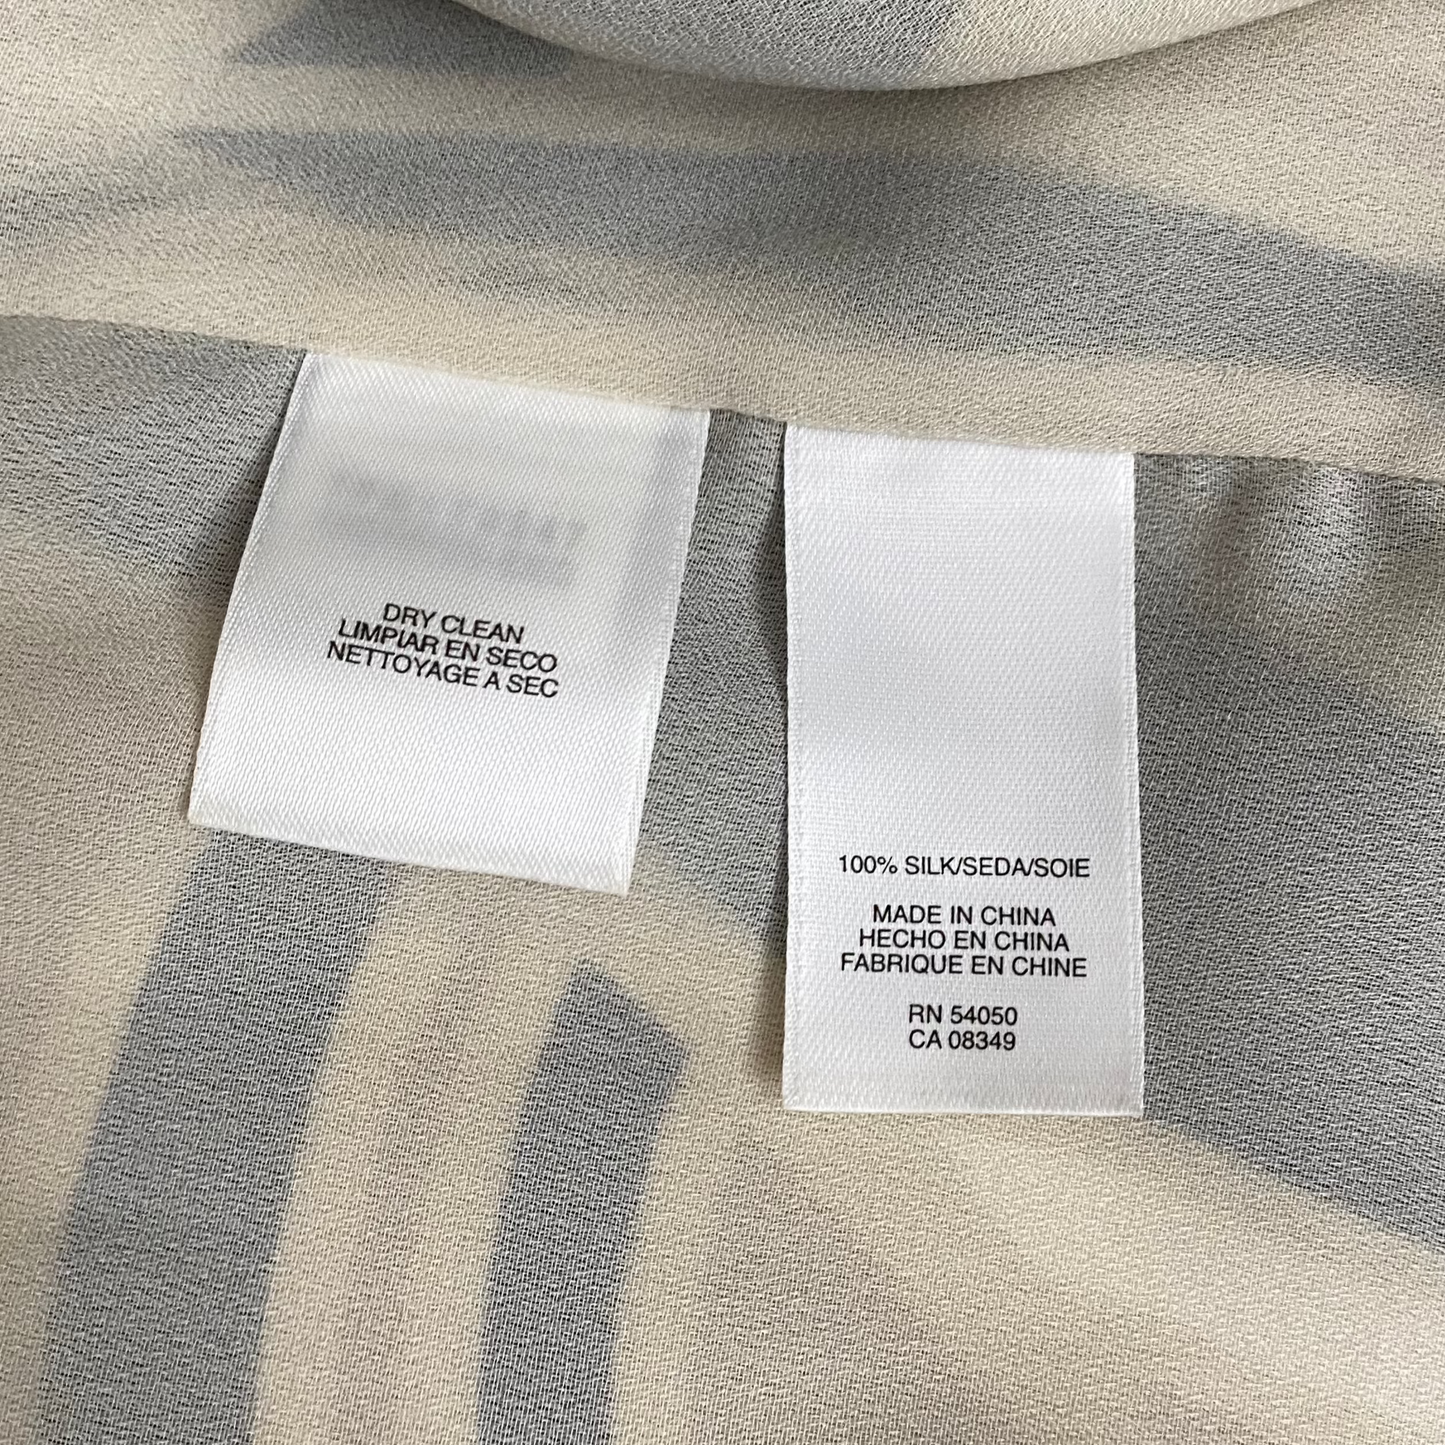 DRY CLEAN
LIMPIAR EN SECO
NETTOYAGE A SEC
100% SILK/SEDA/SOIE
MADE IN CHINA
HECHO EN CHINA
FABRIQUE EN CHINE
RN 54050
CA 08349